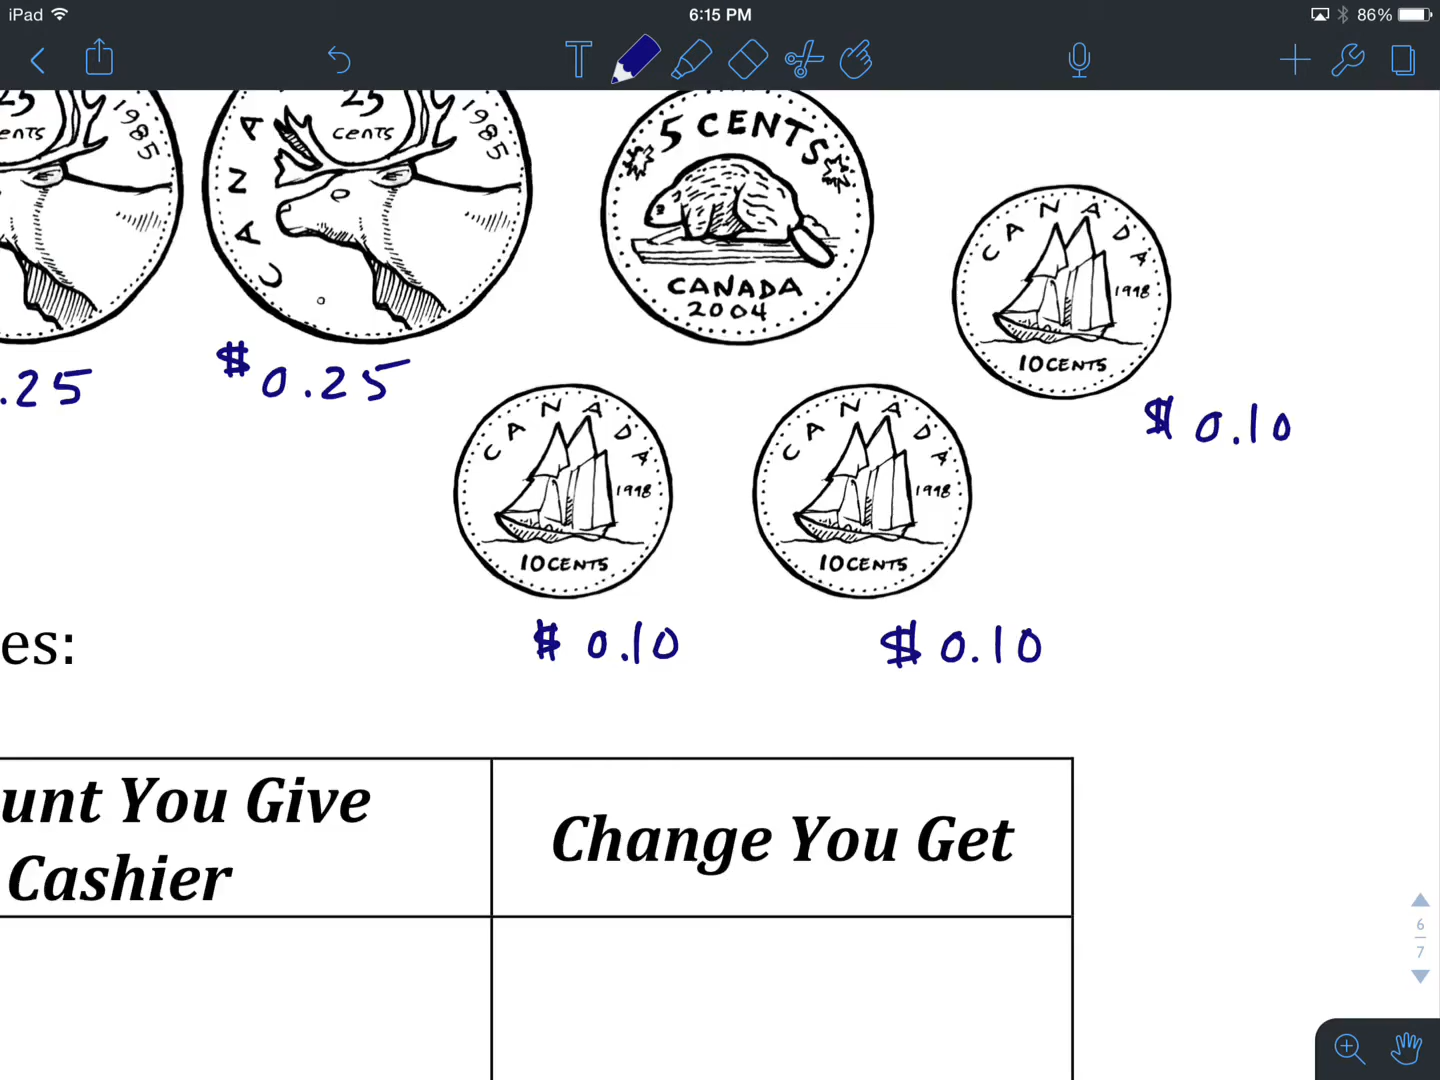 iPad 6:15 PM 86%
T
25 cents 1985
25 cents CANADA 1985
5 CENTS
CANADA
2004
CANADA
1998
10 CENTS
.25
$0.25
$0.10
CANADA
1998
10 CENTS
CANADA
1998
10 CENTS
$0.10
$0.10
es:
unt You Give
Cashier
Change You Get
6
7